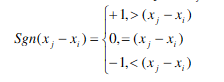 +1, > (x_j − x_i)
Sgn(x_j − x_i) = { 0, = (x_j − x_i)
−1, < (x_j − x_i)